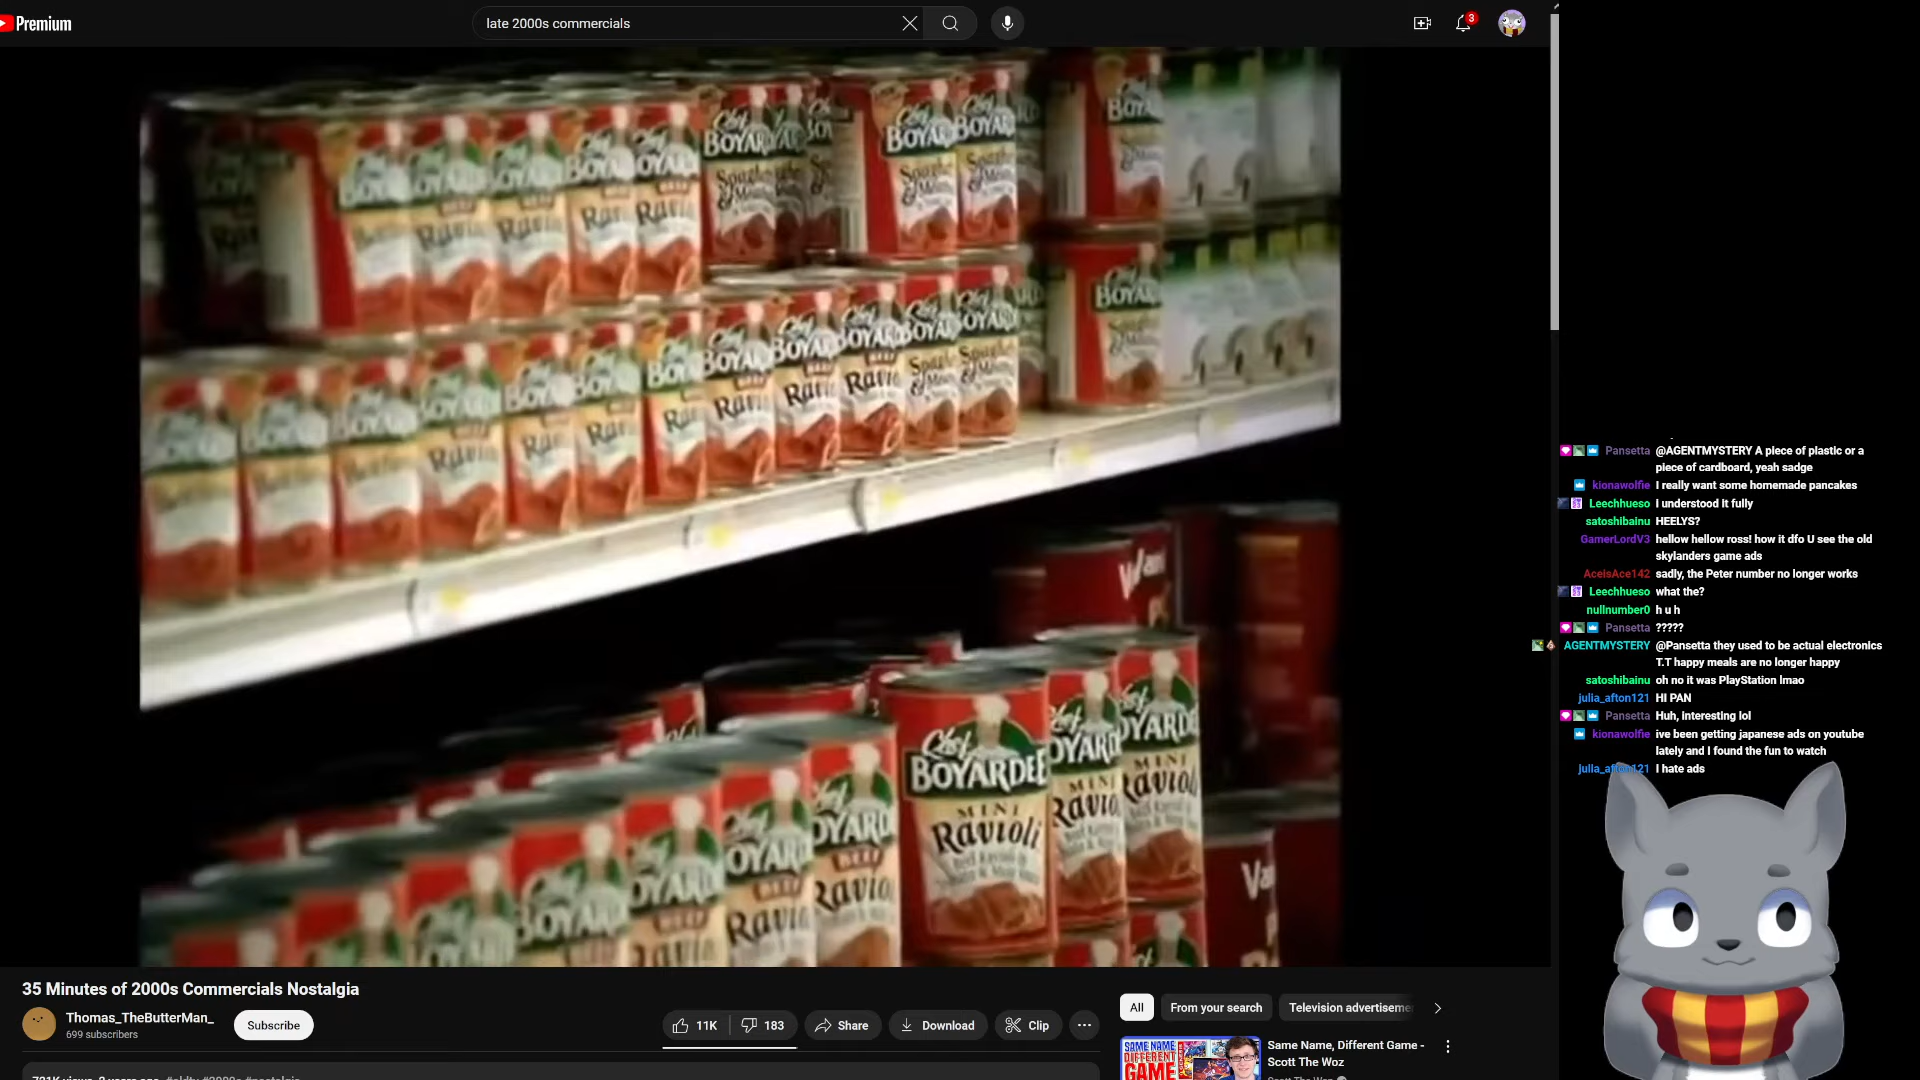 Premium
late 2000s commercials
3
Chef
BOYARDEE
MINI
Ravioli
Pansetta @AGENTMYSTERY A piece of plastic or a
piece of cardboard, yeah sadge
kionawolfie I really want some homemade pancakes
Leechhueso I understood it fully
satoshibainu HEELYS?
GamerLordV3 hellow hellow ross! how it dfo U see the old
skylanders game ads
AceisAce142 sadly, the Peter number no longer works
Leechhueso what the?
nullnumber0 h u h
Pansetta ?????
AGENTMYSTERY @Pansetta they used to be actual electronics
T.T happy meals are no longer happy
satoshibainu oh no it was PlayStation lmao
julia_afton121 HI PAN
Pansetta Huh, interesting lol
kionawolfie ive been getting japanese ads on youtube
lately and I found the fun to watch
julia_afton121 I hate ads
35 Minutes of 2000s Commercials Nostalgia
Thomas_TheButterMan_
699 subscribers
Subscribe
11K
183
Share
Download
Clip
All
From your search
Television advertiseme
SAME NAME
DIFFERENT
GAME
Same Name, Different Game -
Scott The Woz